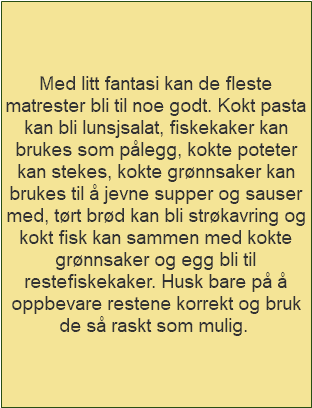 Med litt fantasi kan de fleste
matrester bli til noe godt. Kokt pasta
kan bli lunsjsalat, fiskekaker kan
brukes som pålegg, kokte poteter
kan stekes, kokte grønnsaker kan
brukes til å jevne supper og sauser
med, tørt brød kan bli strøkavring og
kokt fisk kan sammen med kokte
grønnsaker og egg bli til
restefiskekaker. Husk bare på å
oppbevare restene korrekt og bruk
de så raskt som mulig.